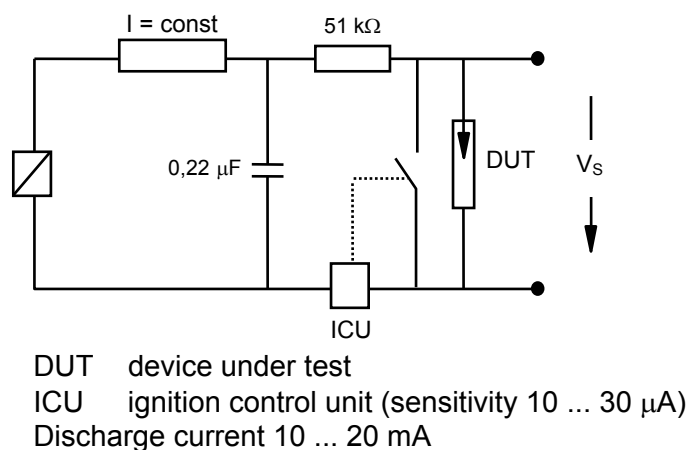 I = const
51 kΩ
0,22 μF
DUT
VS
ICU
DUT device under test
ICU ignition control unit (sensitivity 10 ... 30 μA)
Discharge current 10 ... 20 mA